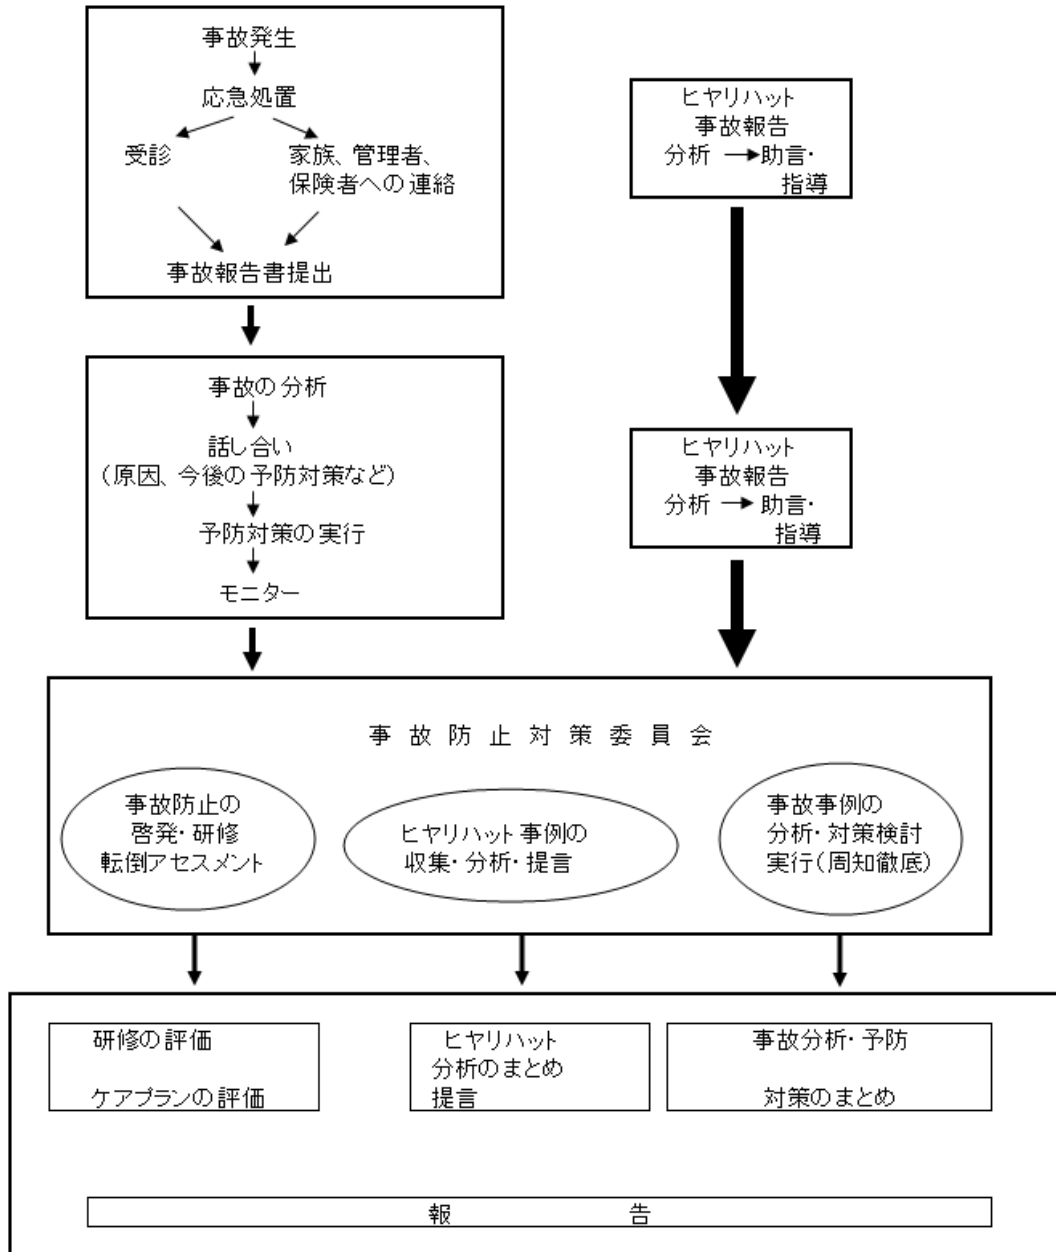 事故発生
応急処置
受診
家族、管理者、
保険者への連絡
事故報告書提出
ヒヤリハット
事故報告
分析 → 助言・
指導
事故の分析
話し合い
(原因、今後の予防対策など)
予防対策の実行
モニター
ヒヤリハット
事故報告
分析 → 助言・
指導
事故防止対策委員会
事故防止の
啓発・研修
転倒アセスメント
ヒヤリハット事例の
収集・分析・提言
事故事例の
分析・対策検討
実行(周知徹底)
研修の評価
ケアプランの評価
ヒヤリハット
分析のまとめ
提言
事故分析・予防
対策のまとめ
報 告